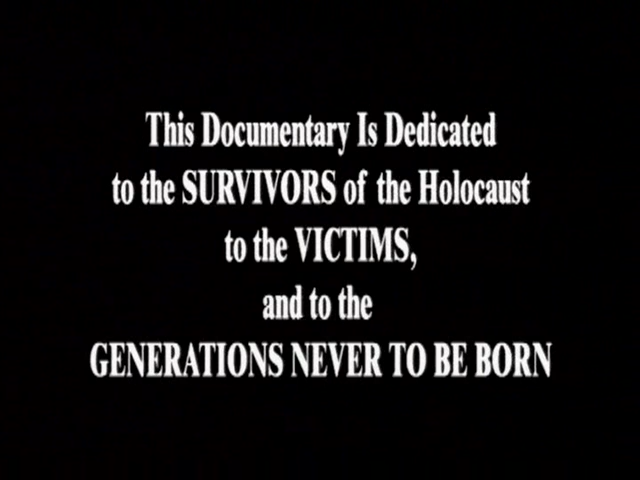 This Documentary Is Dedicated
to the SURVIVORS of the Holocaust
to the VICTIMS,
and to the
GENERATIONS NEVER TO BE BORN